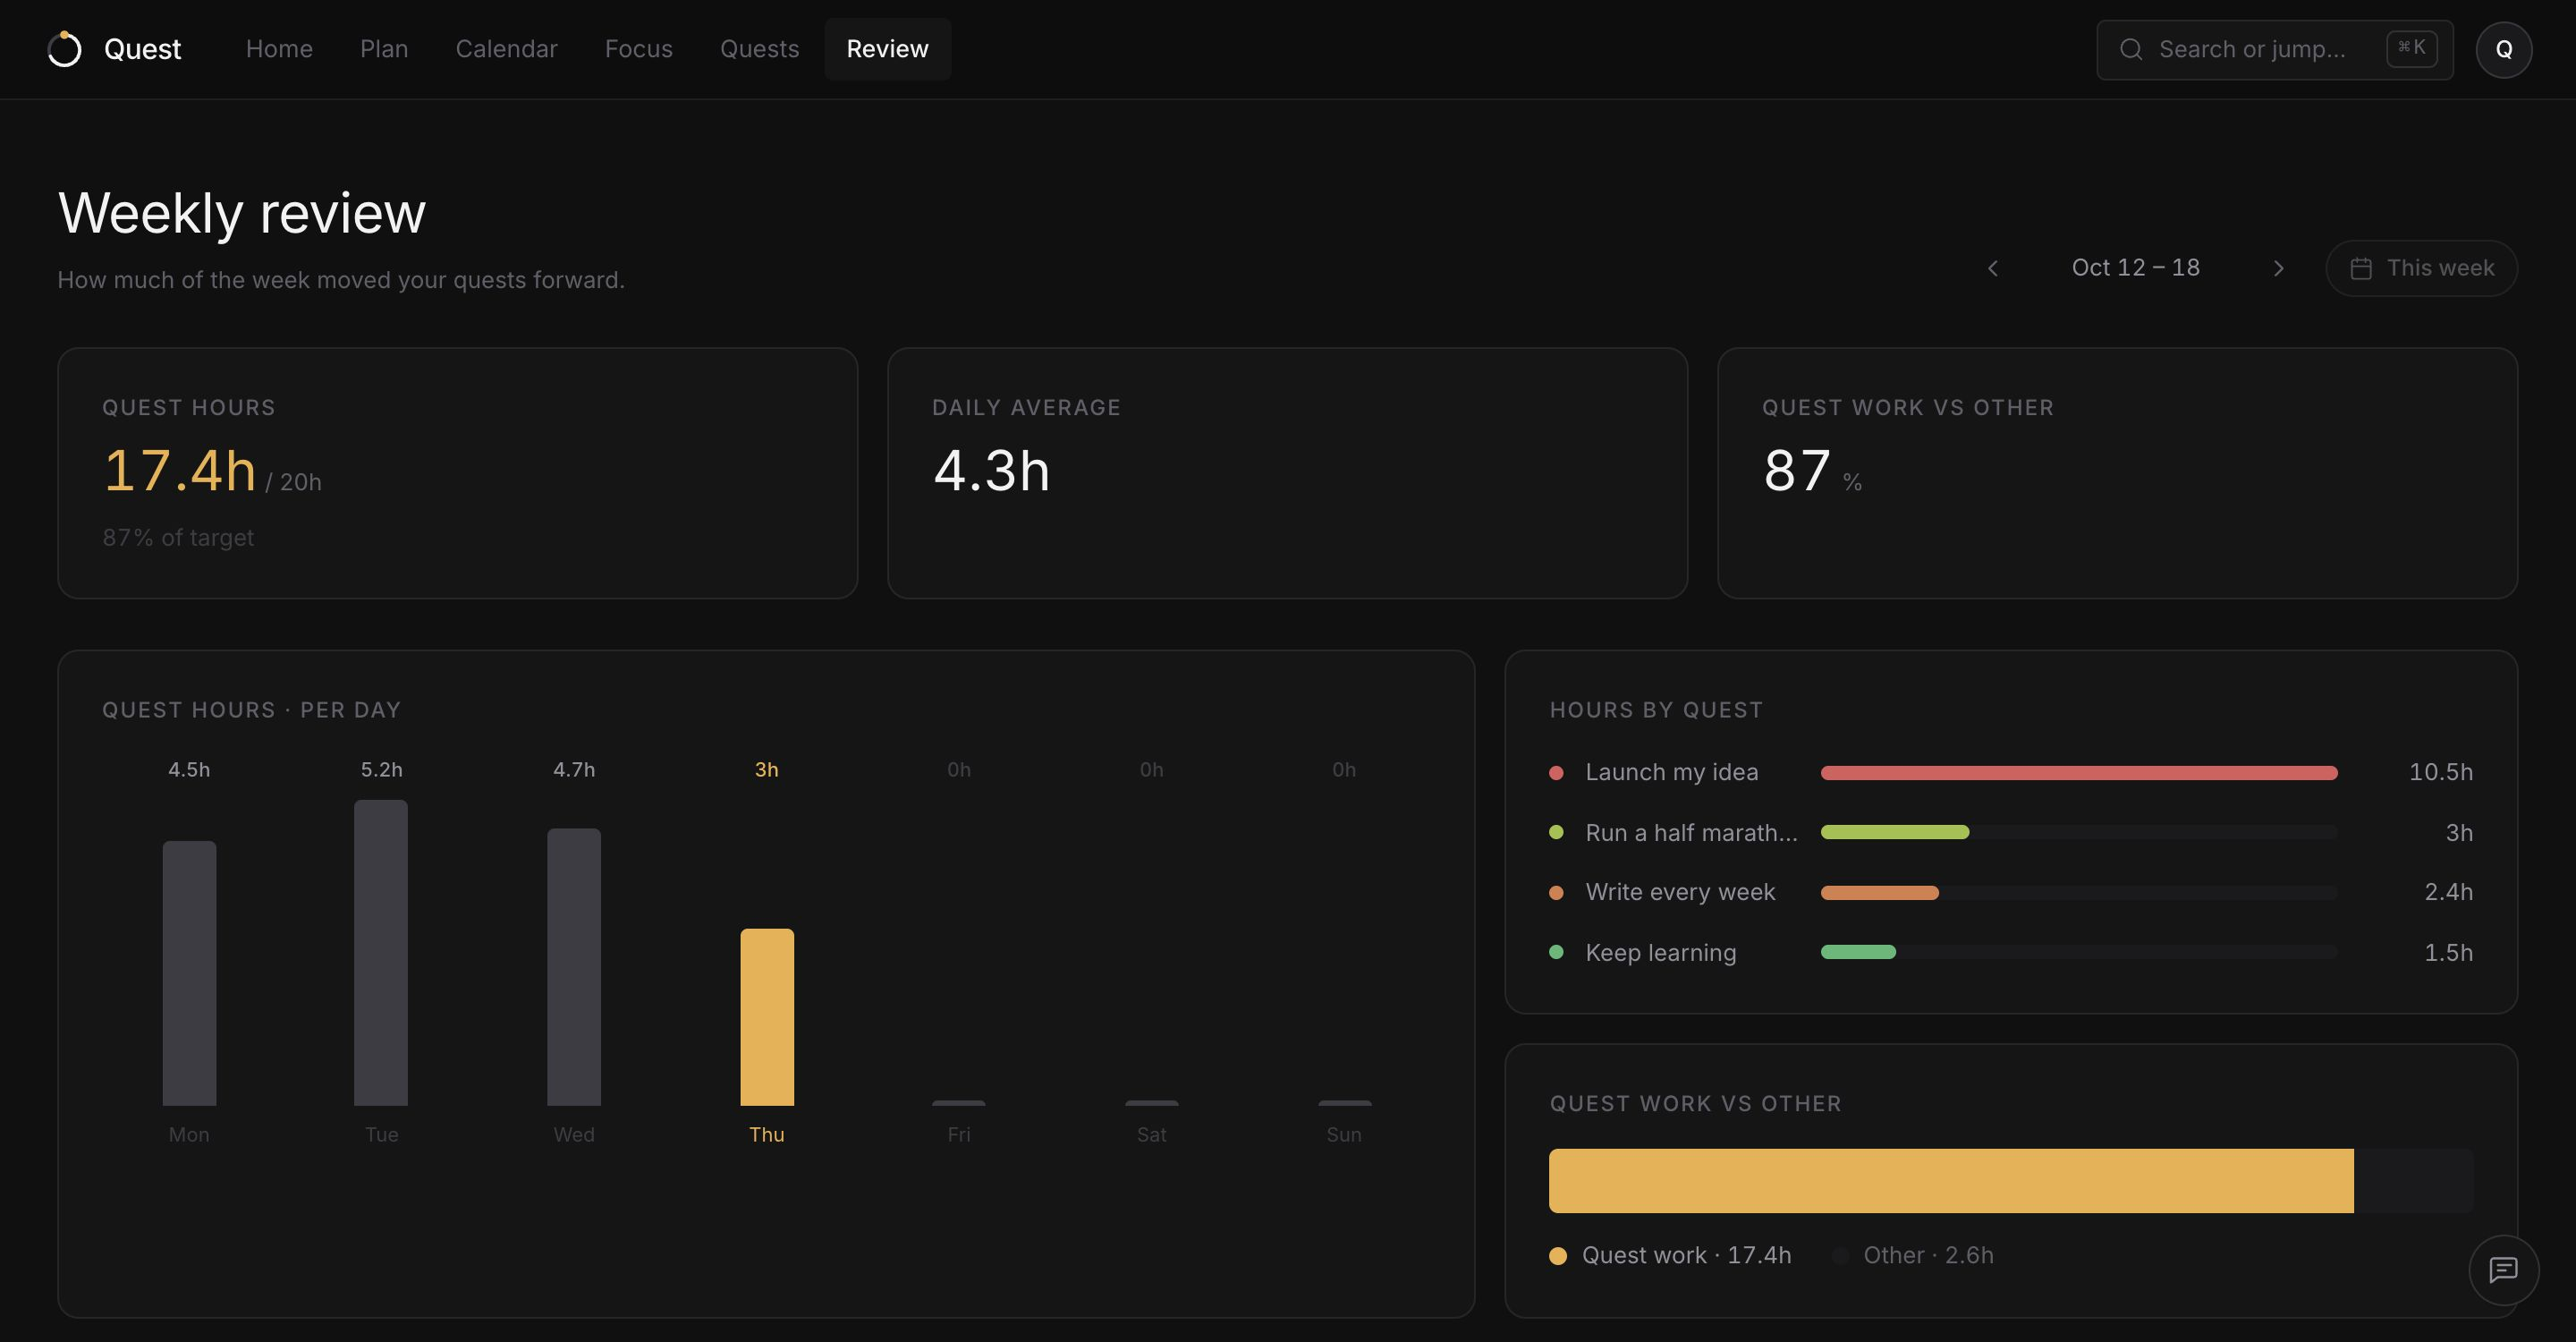 Quest Home Plan Calendar Focus Quests Review Search or jump... ⌘K Q
Weekly review
How much of the week moved your quests forward.
Oct 12 – 18 This week
QUEST HOURS
17.4h / 20h
87% of target
DAILY AVERAGE
4.3h
QUEST WORK VS OTHER
87 %
QUEST HOURS · PER DAY
4.5h 5.2h 4.7h 3h 0h 0h 0h
Mon Tue Wed Thu Fri Sat Sun
HOURS BY QUEST
Launch my idea 10.5h
Run a half marath... 3h
Write every week 2.4h
Keep learning 1.5h
QUEST WORK VS OTHER
Quest work · 17.4h Other · 2.6h